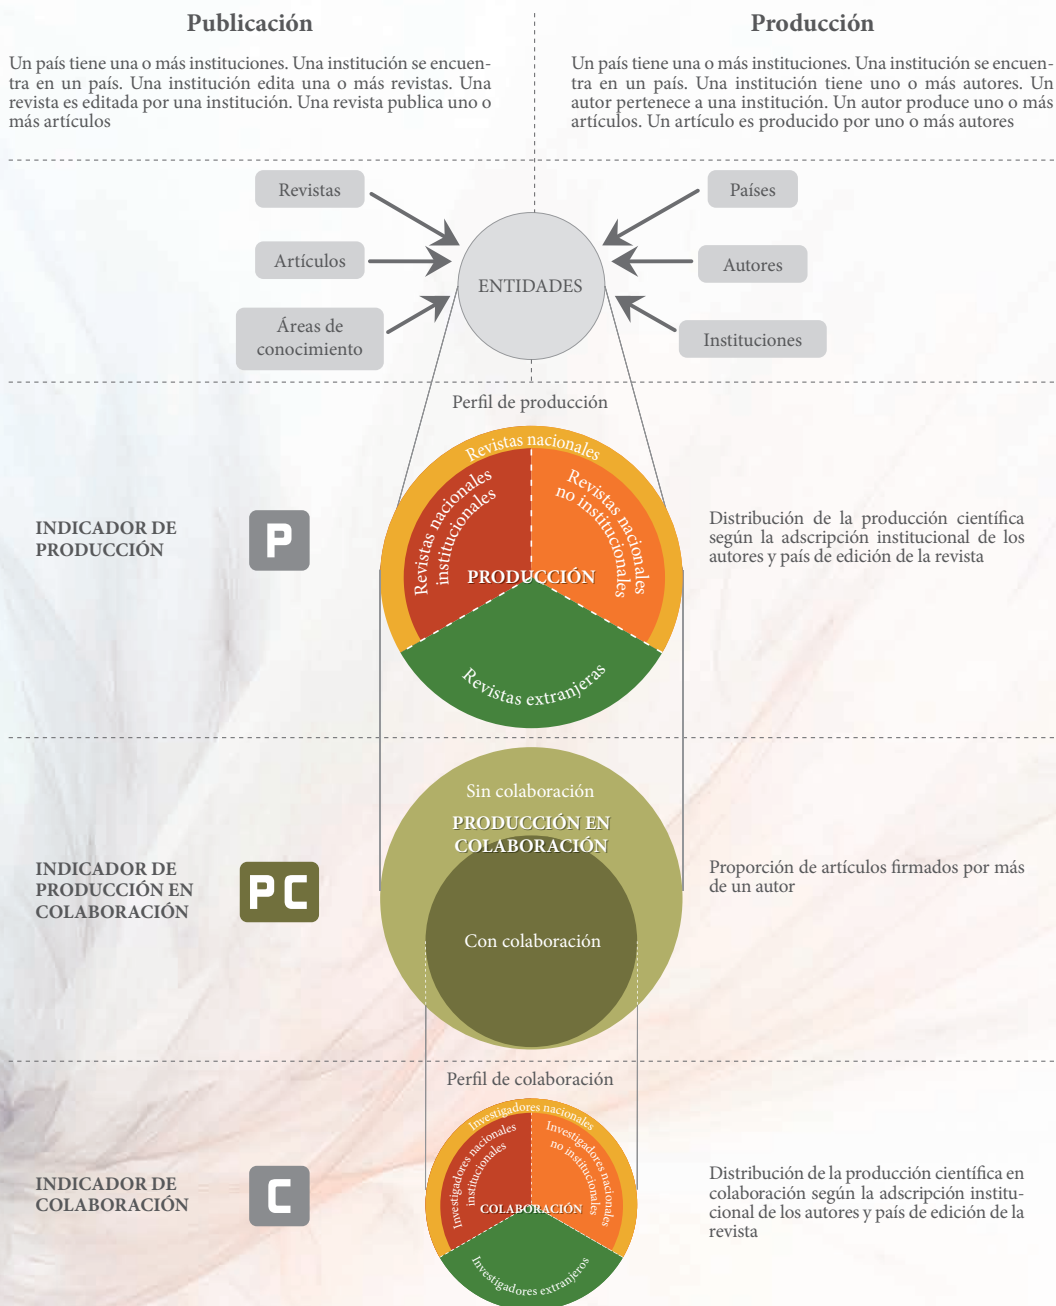 Publicación
Un país tiene una o más instituciones. Una institución se encuen-
tra en un país. Una institución edita una o más revistas. Una
revista es editada por una institución. Una revista publica uno o
más artículos
Producción
Un país tiene una o más instituciones. Una institución se encuen-
tra en un país. Una institución tiene uno o más autores. Un
autor pertenece a una institución. Un autor produce uno o más
artículos. Un artículo es producido por uno o más autores
Revistas
Artículos
Áreas de
conocimiento
ENTIDADES
Países
Autores
Instituciones
Perfil de producción
INDICADOR DE
PRODUCCIÓN
P
Revistas nacionales
Revistas nacionales
institucionales
Revistas nacionales
no institucionales
PRODUCCIÓN
Revistas extranjeras
Distribución de la producción científica
según la adscripción institucional de los
autores y país de edición de la revista
INDICADOR DE
PRODUCCIÓN EN
COLABORACIÓN
PC
Sin colaboración
PRODUCCIÓN EN
COLABORACIÓN
Con colaboración
Proporción de artículos firmados por más
de un autor
Perfil de colaboración
INDICADOR DE
COLABORACIÓN
C
Investigadores nacionales
Investigadores nacionales
institucionales
Investigadores nacionales
no institucionales
COLABORACIÓN
Investigadores extranjeros
Distribución de la producción científica en
colaboración según la adscripción institu-
cional de los autores y país de edición de la
revista